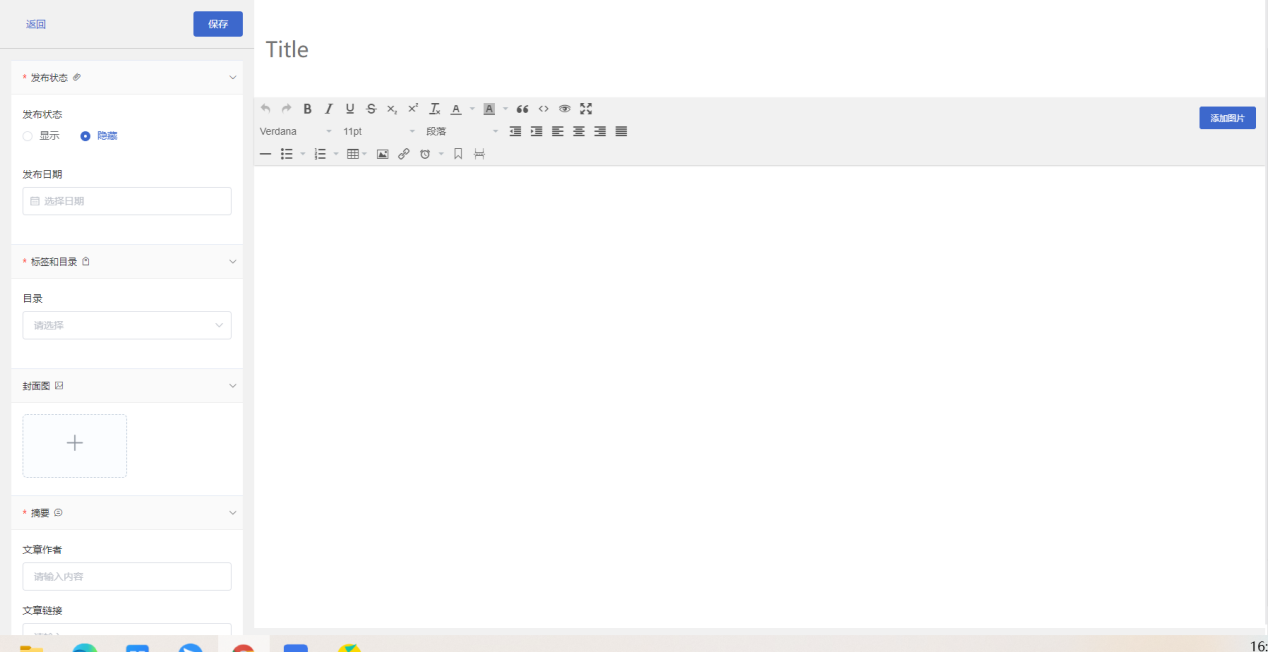 返回
保存
* 发布状态
发布状态
显示
隐藏
发布日期
选择日期
* 标签和目录
目录
请选择
封面图
* 摘要
文章作者
请输入内容
文章链接
Title
Verdana
11pt
段落
添加图片
16: